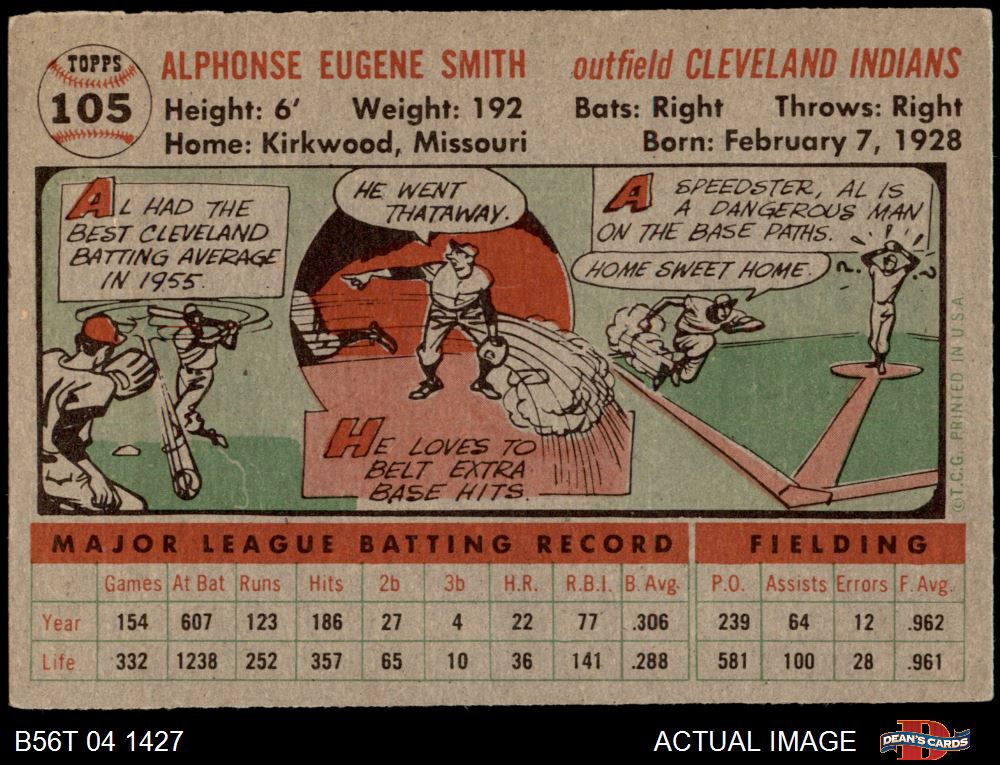 TOPPS
105
ALPHONSE EUGENE SMITH outfield CLEVELAND INDIANS
Height: 6' Weight: 192 Bats: Right Throws: Right
Home: Kirkwood, Missouri Born: February 7, 1928
AL HAD THE
BEST CLEVELAND
BATTING AVERAGE
IN 1955.
HE WENT
THATAWAY.
HE LOVES TO
BELT EXTRA
BASE HITS.
A SPEEDSTER, AL IS
A DANGEROUS MAN
ON THE BASE PATHS.
HOME SWEET HOME.
? ?
©T.C.G. PRINTED IN U.S.A.
MAJOR LEAGUE BATTING RECORD FIELDING
Games At Bat Runs Hits 2b 3b H.R. R.B.I. B. Avg. P.O. Assists Errors F. Avg.
Year 154 607 123 186 27 4 22 77 .306 239 64 12 .962
Life 332 1238 252 357 65 10 36 141 .288 581 100 28 .961
B56T 04 1427 ACTUAL IMAGE D DEAN'S CARDS